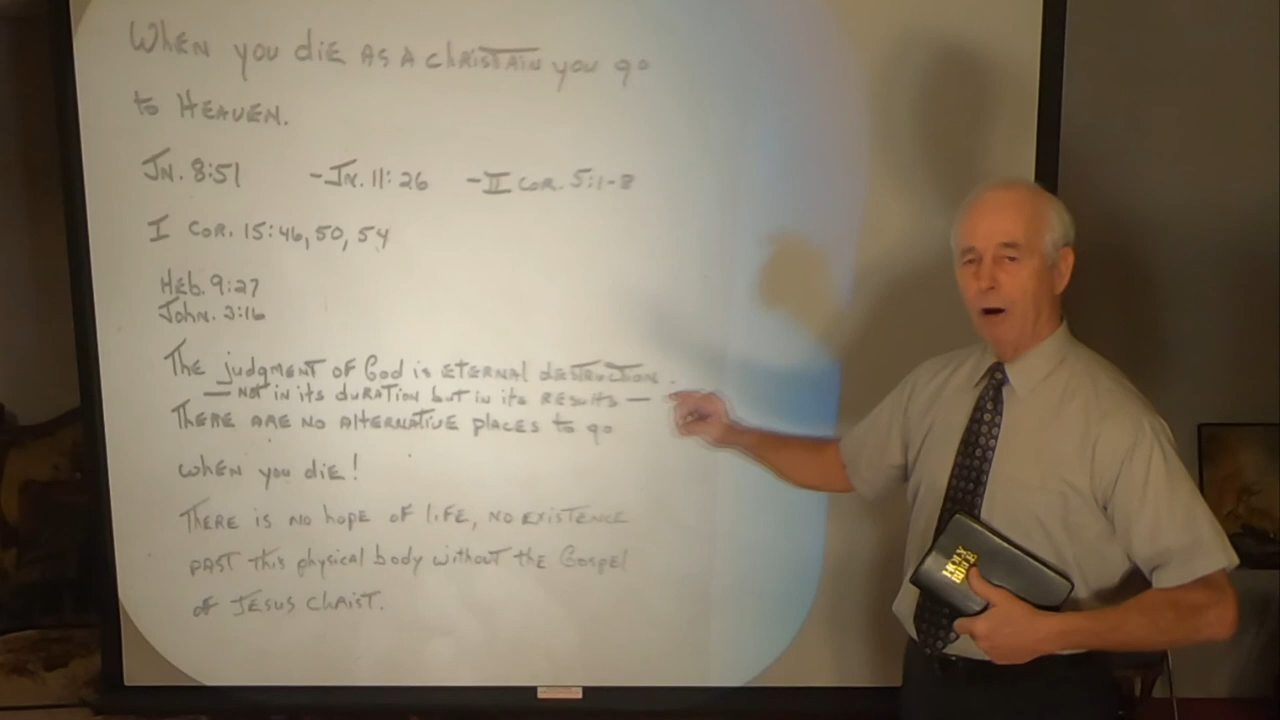 When you die as a christain you go
to Heaven.
Jn. 8:51 -Jn. 11:26 -II Cor. 5:1-8
I Cor. 15:46,50,54
Heb. 9:27
John. 3:16
The judgment of God is eternal destruction.
— not in its duration but in its results —
There are no alternative places to go
when you die!
There is no hope of life, no existence
past this physical body without the Gospel
of Jesus Christ.
HOLY
BIBLE